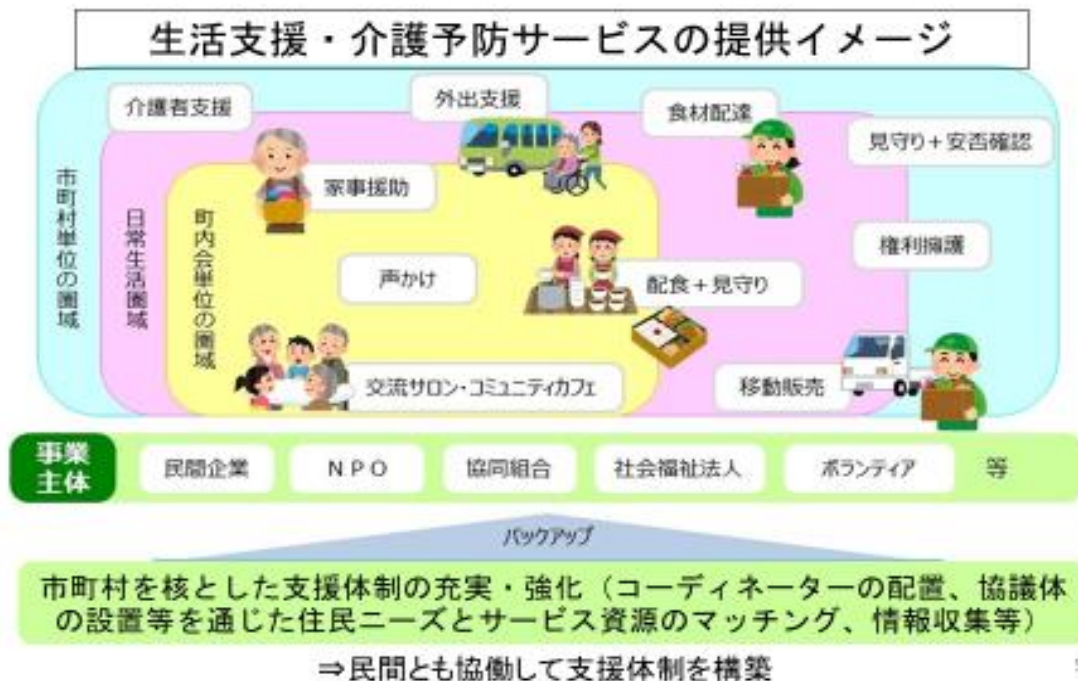 生活支援・介護予防サービスの提供イメージ
介護者支援
外出支援
食材配達
見守り＋安否確認
市町村単位の圏域
日常生活圏域
町内会単位の圏域
家事援助
権利擁護
声かけ
配食＋見守り
交流サロン・コミュニティカフェ
移動販売
事業
主体
民間企業
ＮＰＯ
協同組合
社会福祉法人
ボランティア
等
バックアップ
市町村を核とした支援体制の充実・強化（コーディネーターの配置、協議体
の設置等を通じた住民ニーズとサービス資源のマッチング、情報収集等）
⇒民間とも協働して支援体制を構築